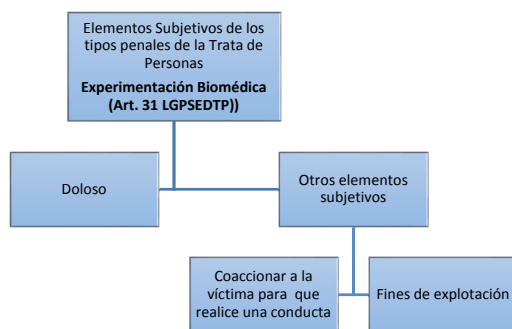 Elementos Subjetivos de los
tipos penales de la Trata de
Personas
Experimentación Biomédica
(Art. 31 LGPSEDTP))
Doloso
Otros elementos
subjetivos
Coaccionar a la
víctima para que
realice una conducta
Fines de explotación